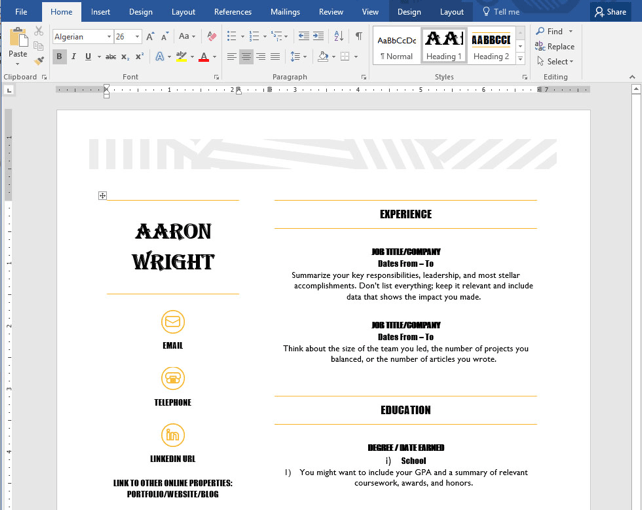 File Home Insert Design Layout References Mailings Review View Design Layout Tell me Share
Paste
Clipboard
Algerian 26
Font
Paragraph
AaBbCcDc
¶ Normal
Heading 1
AABBCCI
Heading 2
Styles
Find
Replace
Select
Editing
AARON
WRIGHT
EMAIL
TELEPHONE
LINKEDIN URL
LINK TO OTHER ONLINE PROPERTIES:
PORTFOLIO/WEBSITE/BLOG
EXPERIENCE
JOB TITLE/COMPANY
Dates From – To
Summarize your key responsibilities, leadership, and most stellar
accomplishments. Don't list everything; keep it relevant and include
data that shows the impact you made.
JOB TITLE/COMPANY
Dates From – To
Think about the size of the team you led, the number of projects you
balanced, or the number of articles you wrote.
EDUCATION
DEGREE / DATE EARNED
i) School
1) You might want to include your GPA and a summary of relevant
coursework, awards, and honors.